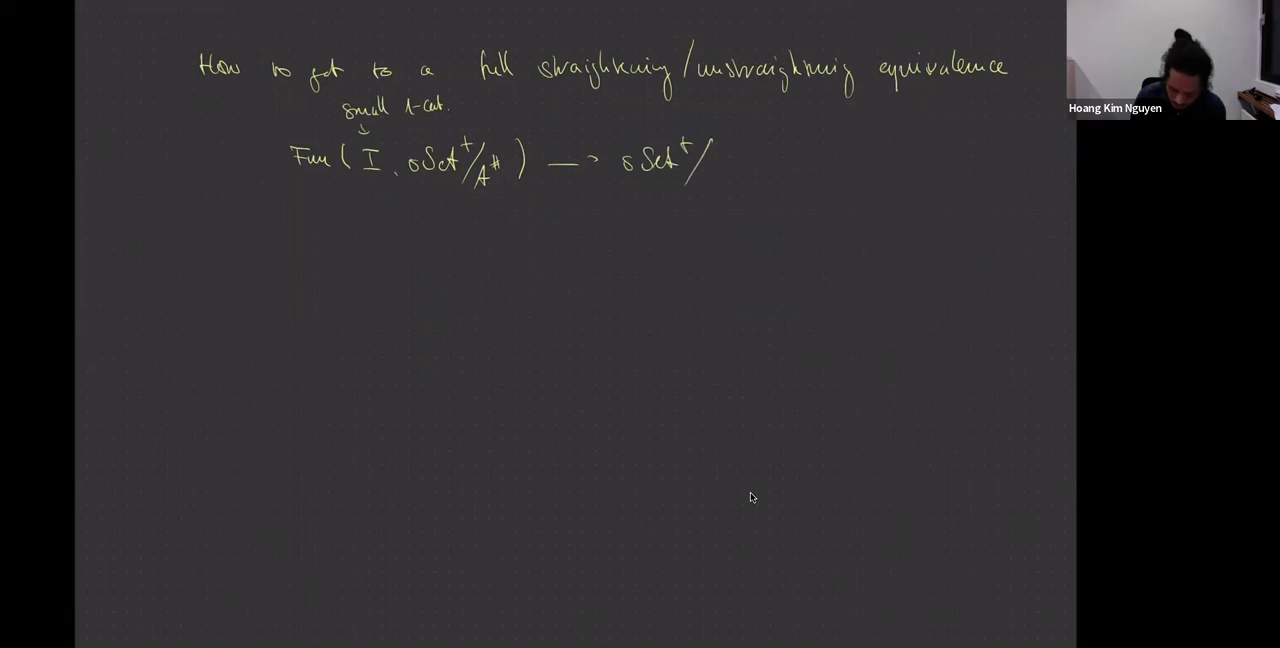 How to get to a full straightening/unstraightening equivalence
small 1-cat.
↓
Fun ( I , sSet⁺/A^# ) → sSet⁺/
Hoang Kim Nguyen